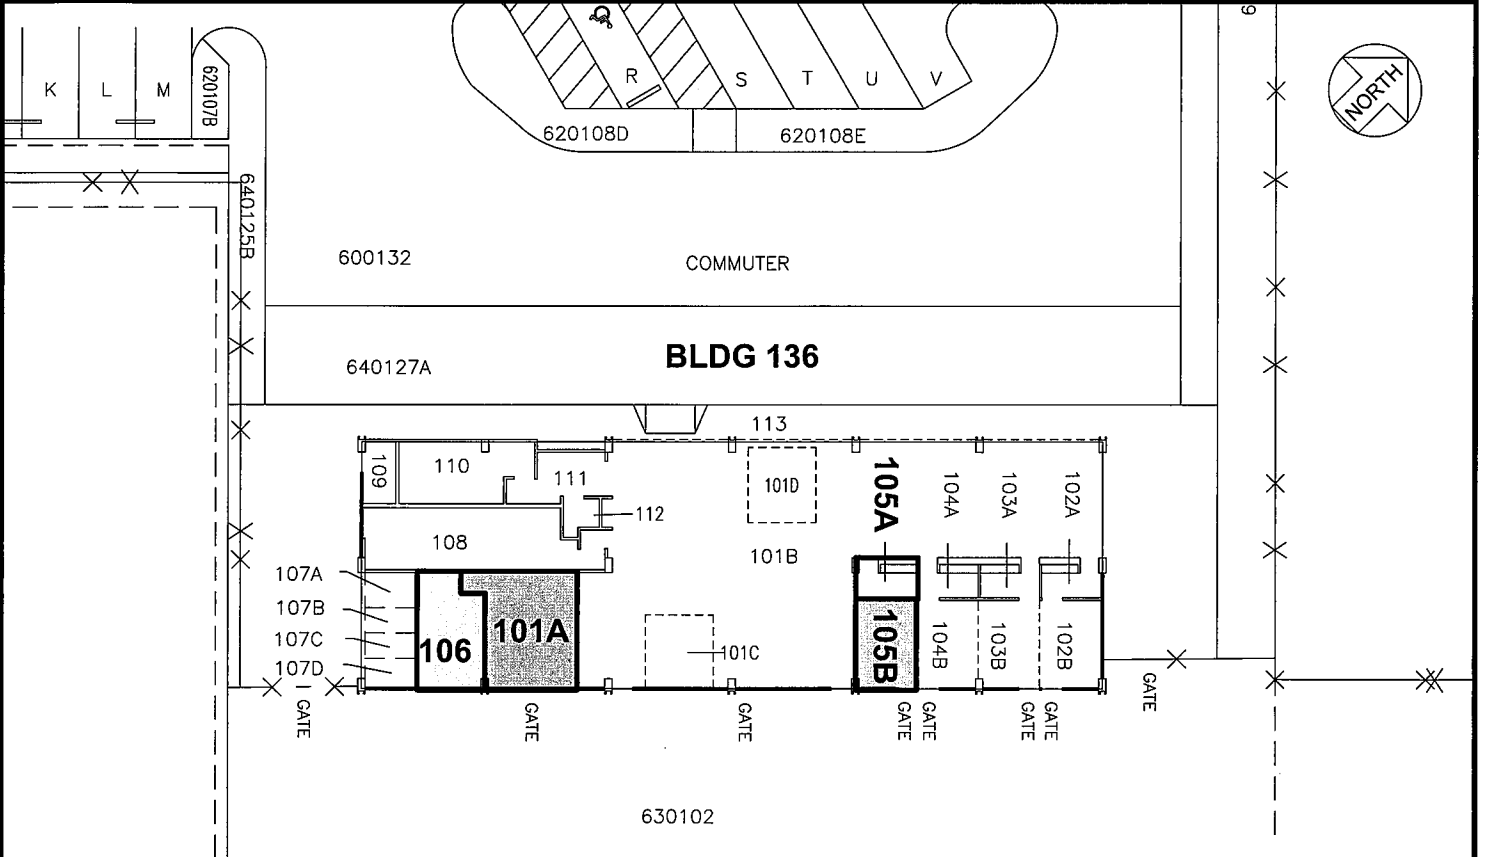 9
K
L
M
620107B
R
S
T
U
V
NORTH
620108D
620108E
640125B
600132
COMMUTER
640127A
BLDG 136
113
109
110
111
112
108
101D
105A
104A
103A
102A
101B
107A
107B
107C
107D
106
101A
101C
105B
104B
103B
102B
GATE
GATE
GATE
GATE
GATE
GATE
GATE
GATE
630102